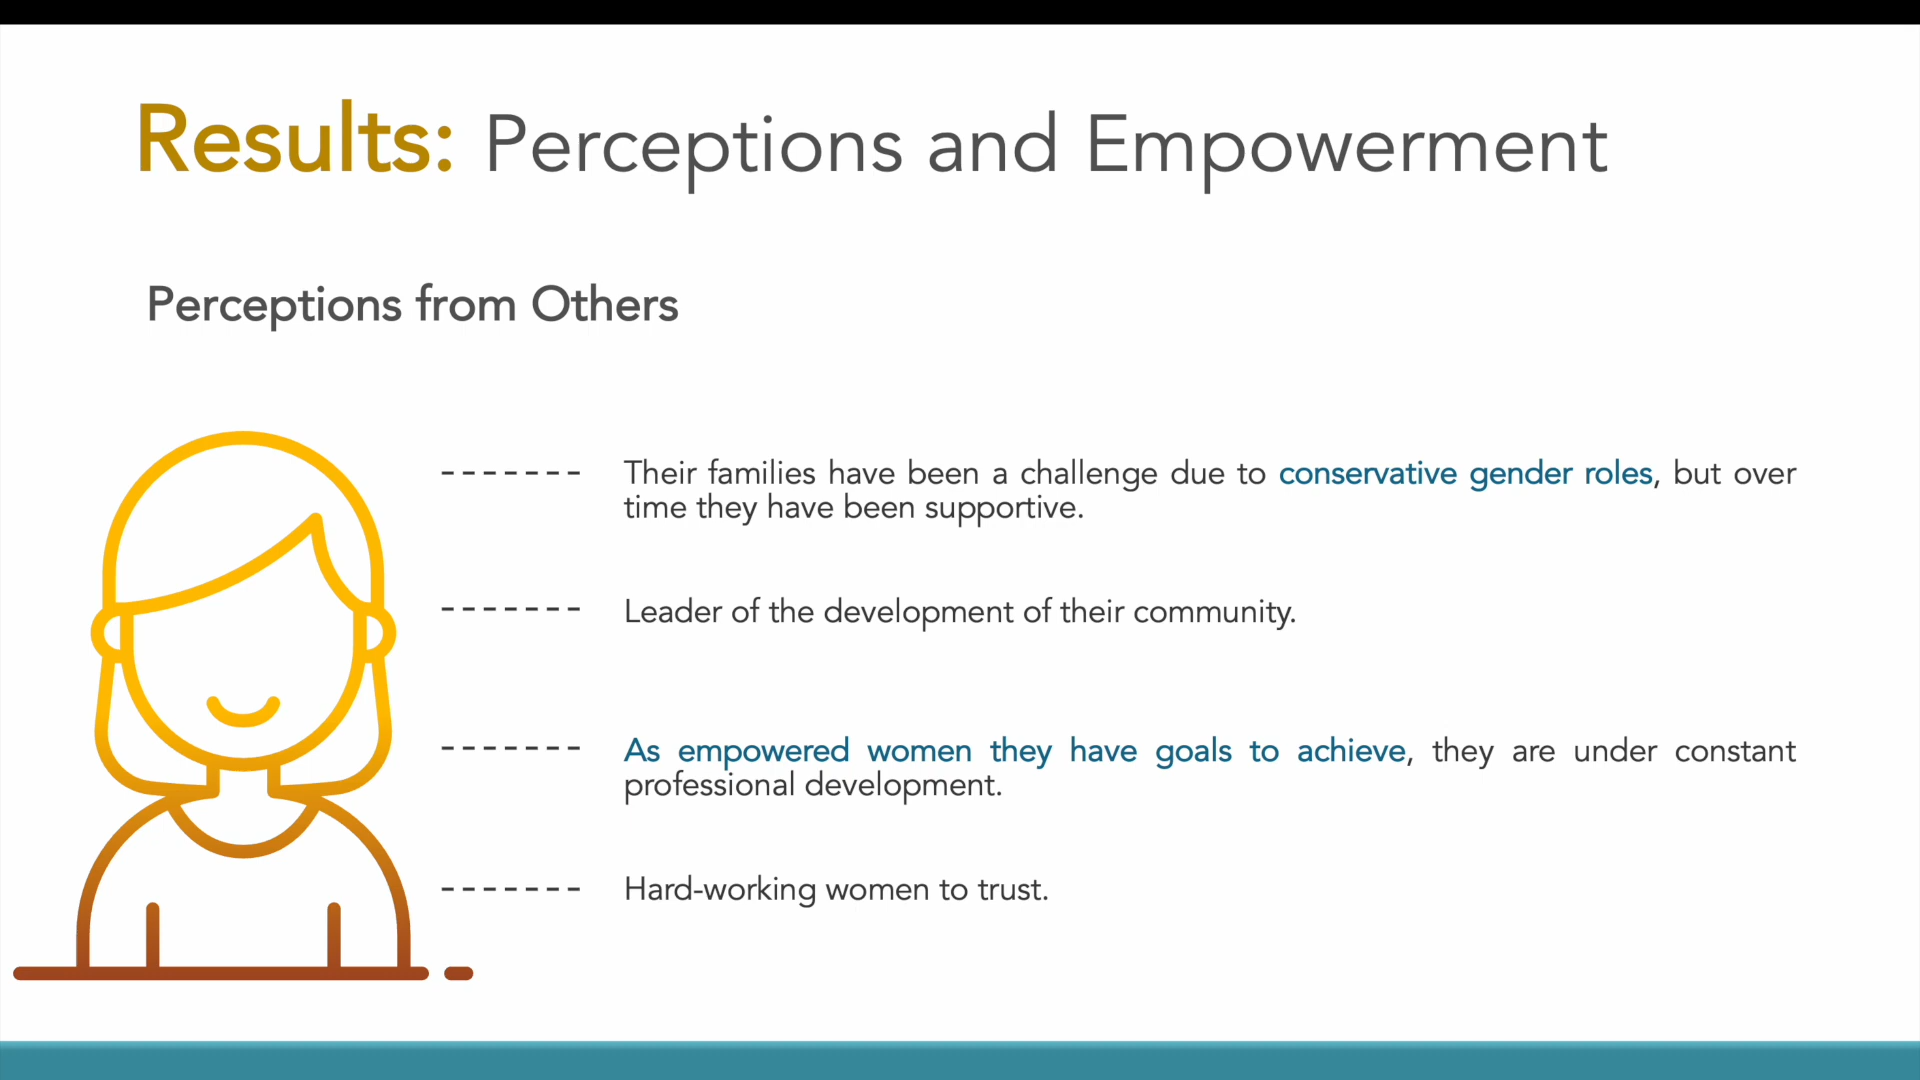 Results: Perceptions and Empowerment
Perceptions from Others
Their families have been a challenge due to conservative gender roles, but over
time they have been supportive.
Leader of the development of their community.
As empowered women they have goals to achieve, they are under constant
professional development.
Hard-working women to trust.